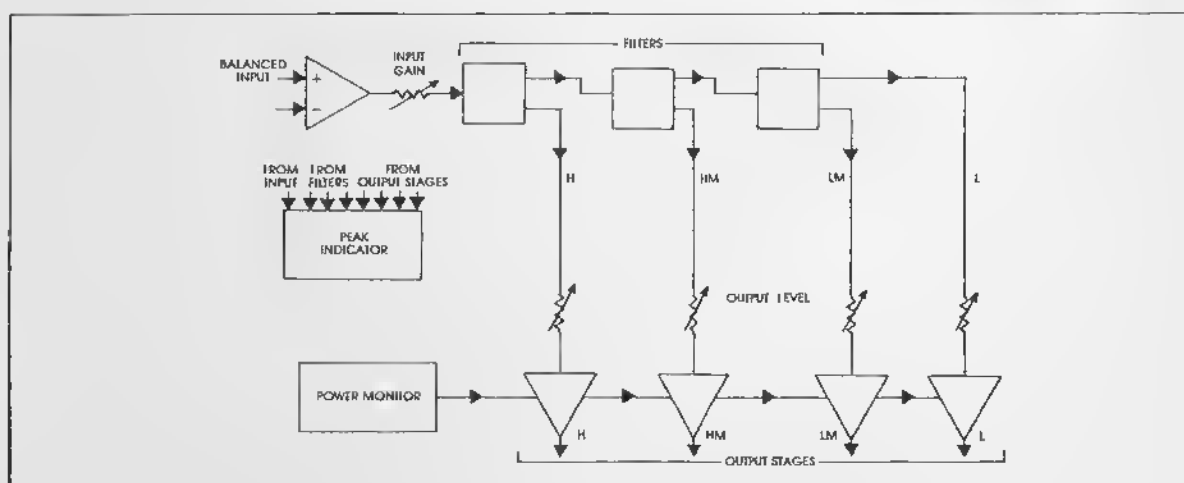 FILTERS
BALANCED
INPUT
INPUT
GAIN
+
−
FROM
INPUT
FROM
FILTERS
FROM
OUTPUT STAGES
H
HM
LM
L
PEAK
INDICATOR
OUTPUT LEVEL
POWER MONITOR
H
HM
LM
L
OUTPUT STAGES